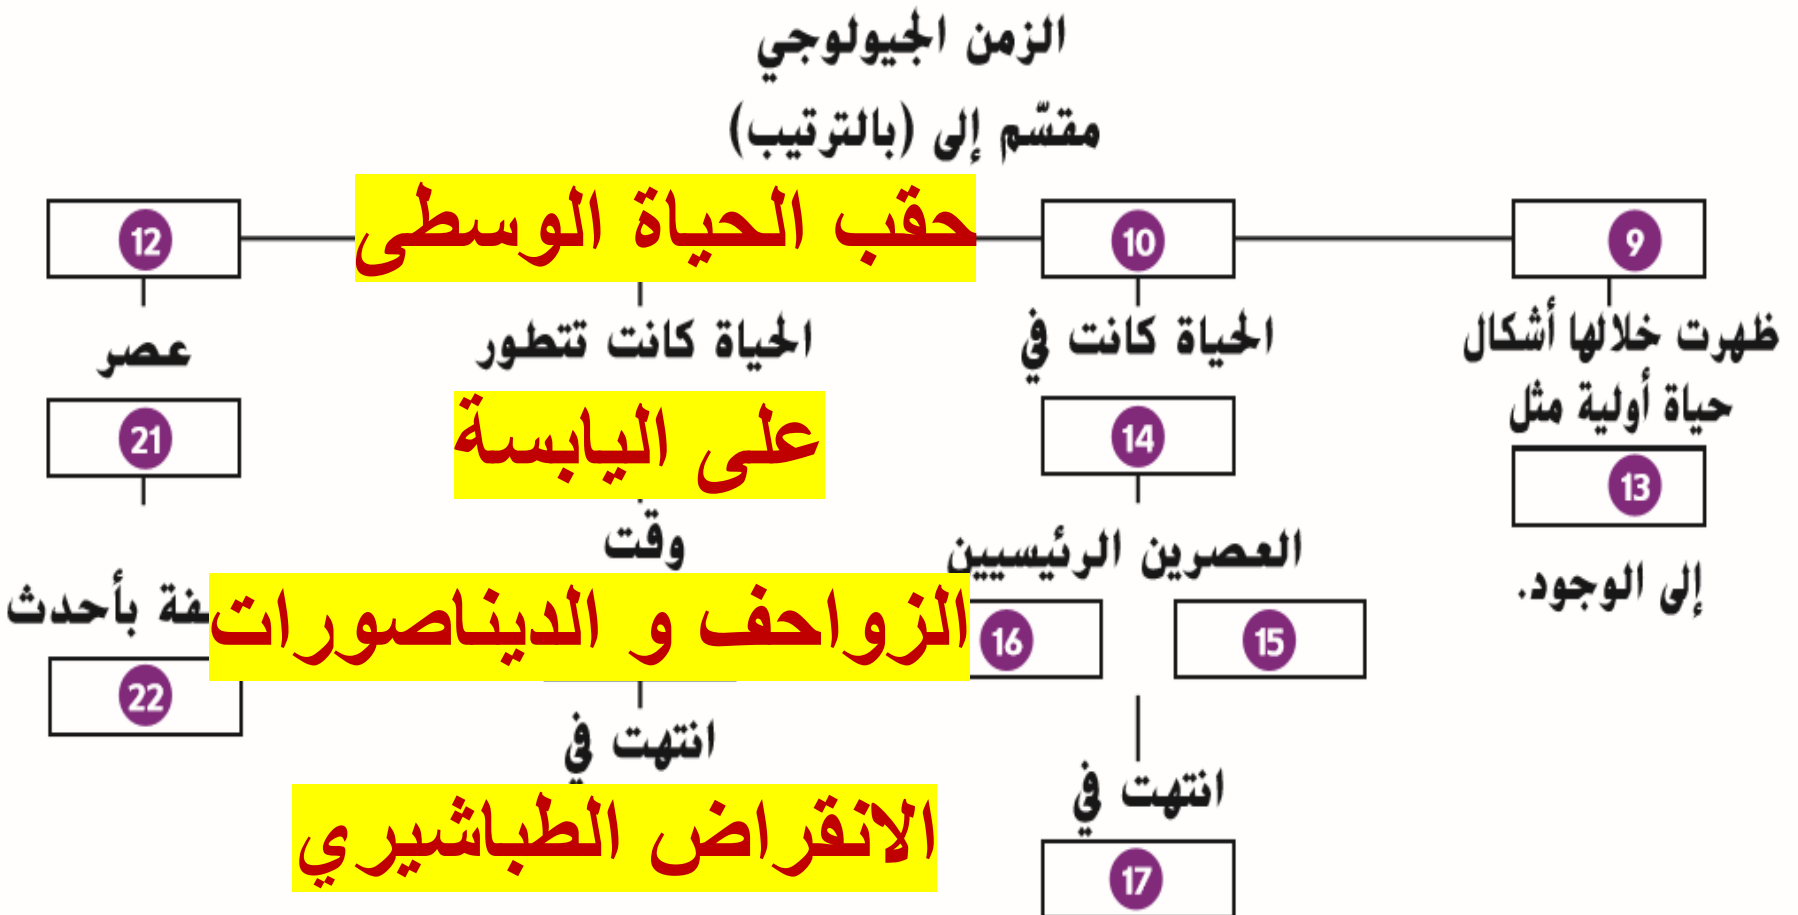 الزمن الجيولوجي
مقسّم إلى (بالترتيب)
9
10
حقب الحياة الوسطى
12
ظهرت خلالها أشكال
حياة أولية مثل
13
إلى الوجود.
الحياة كانت في
14
العصرين الرئيسيين
15
16
انتهت في
17
الحياة كانت تتطور
على اليابسة
وقت
الزواحف و الديناصورات
انتهت في
الانقراض الطباشيري
عصر
21
بأحدث
22